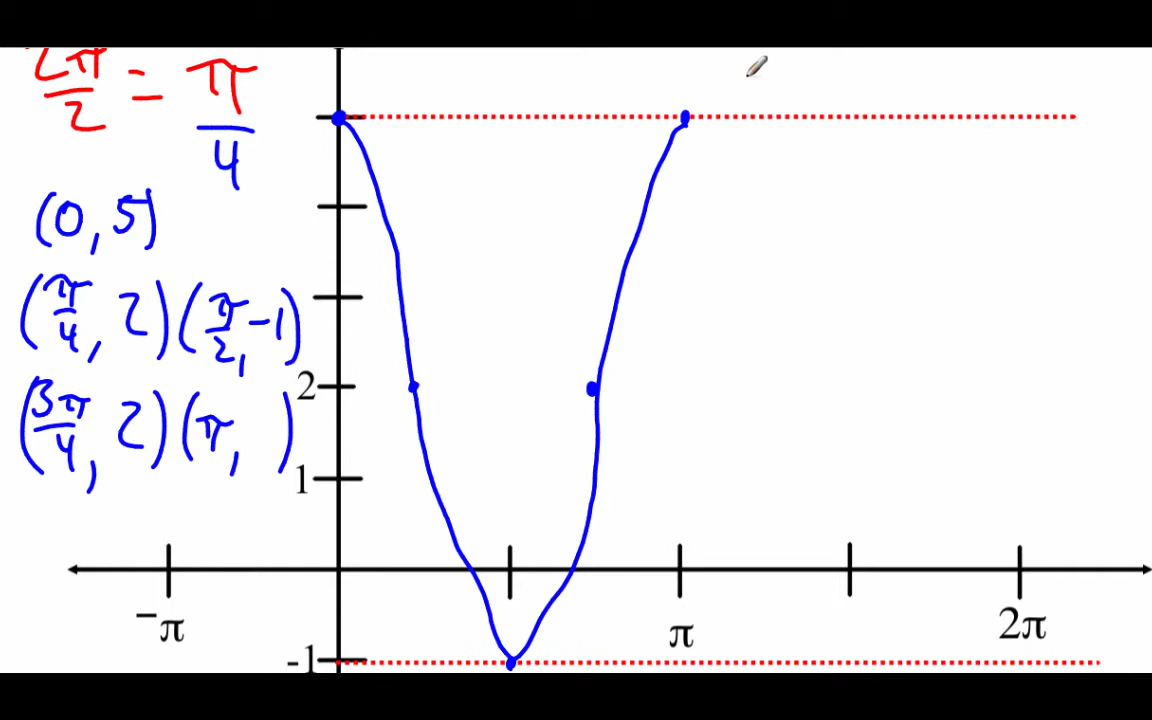 2π/2 = π/4
(0, 5)
(π/4, 2) (π/2, -1)
(3π/4, 2) (π, )
2
1
-π π 2π
-1